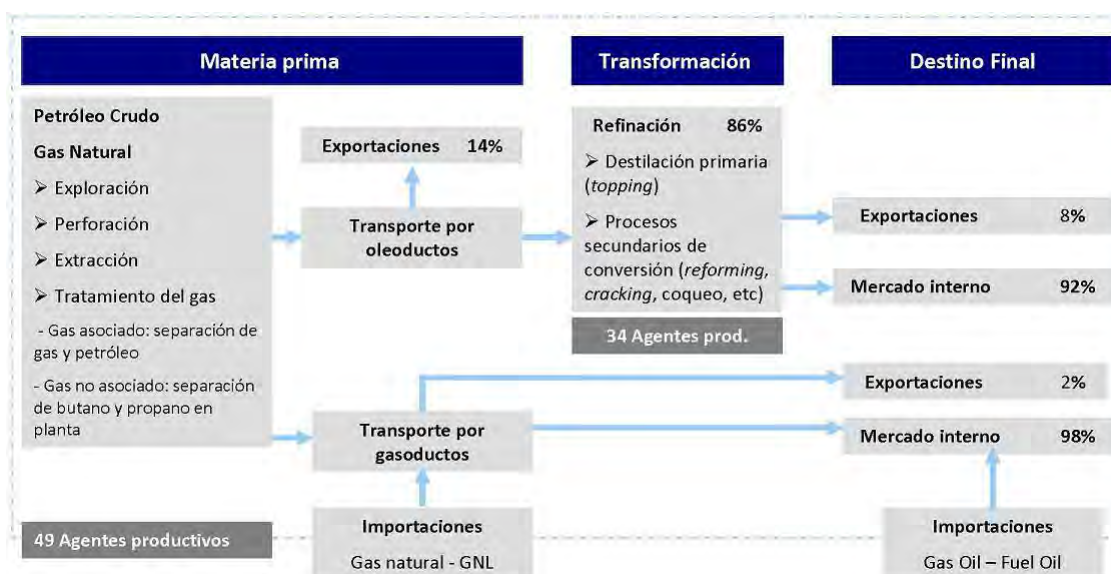 Materia prima
Petróleo Crudo
Gas Natural
➢ Exploración
➢ Perforación
➢ Extracción
➢ Tratamiento del gas
- Gas asociado: separación de
gas y petróleo
- Gas no asociado: separación
de butano y propano en
planta
49 Agentes productivos
Exportaciones 14%
Transporte por
oleoductos
Transporte por
gasoductos
Importaciones
Gas natural - GNL
Transformación
Refinación 86%
➢ Destilación primaria
(topping)
➢ Procesos
secundarios de
conversión (reforming,
cracking, coqueo, etc)
34 Agentes prod.
Destino Final
Exportaciones 8%
Mercado interno 92%
Exportaciones 2%
Mercado interno 98%
Importaciones
Gas Oil – Fuel Oil